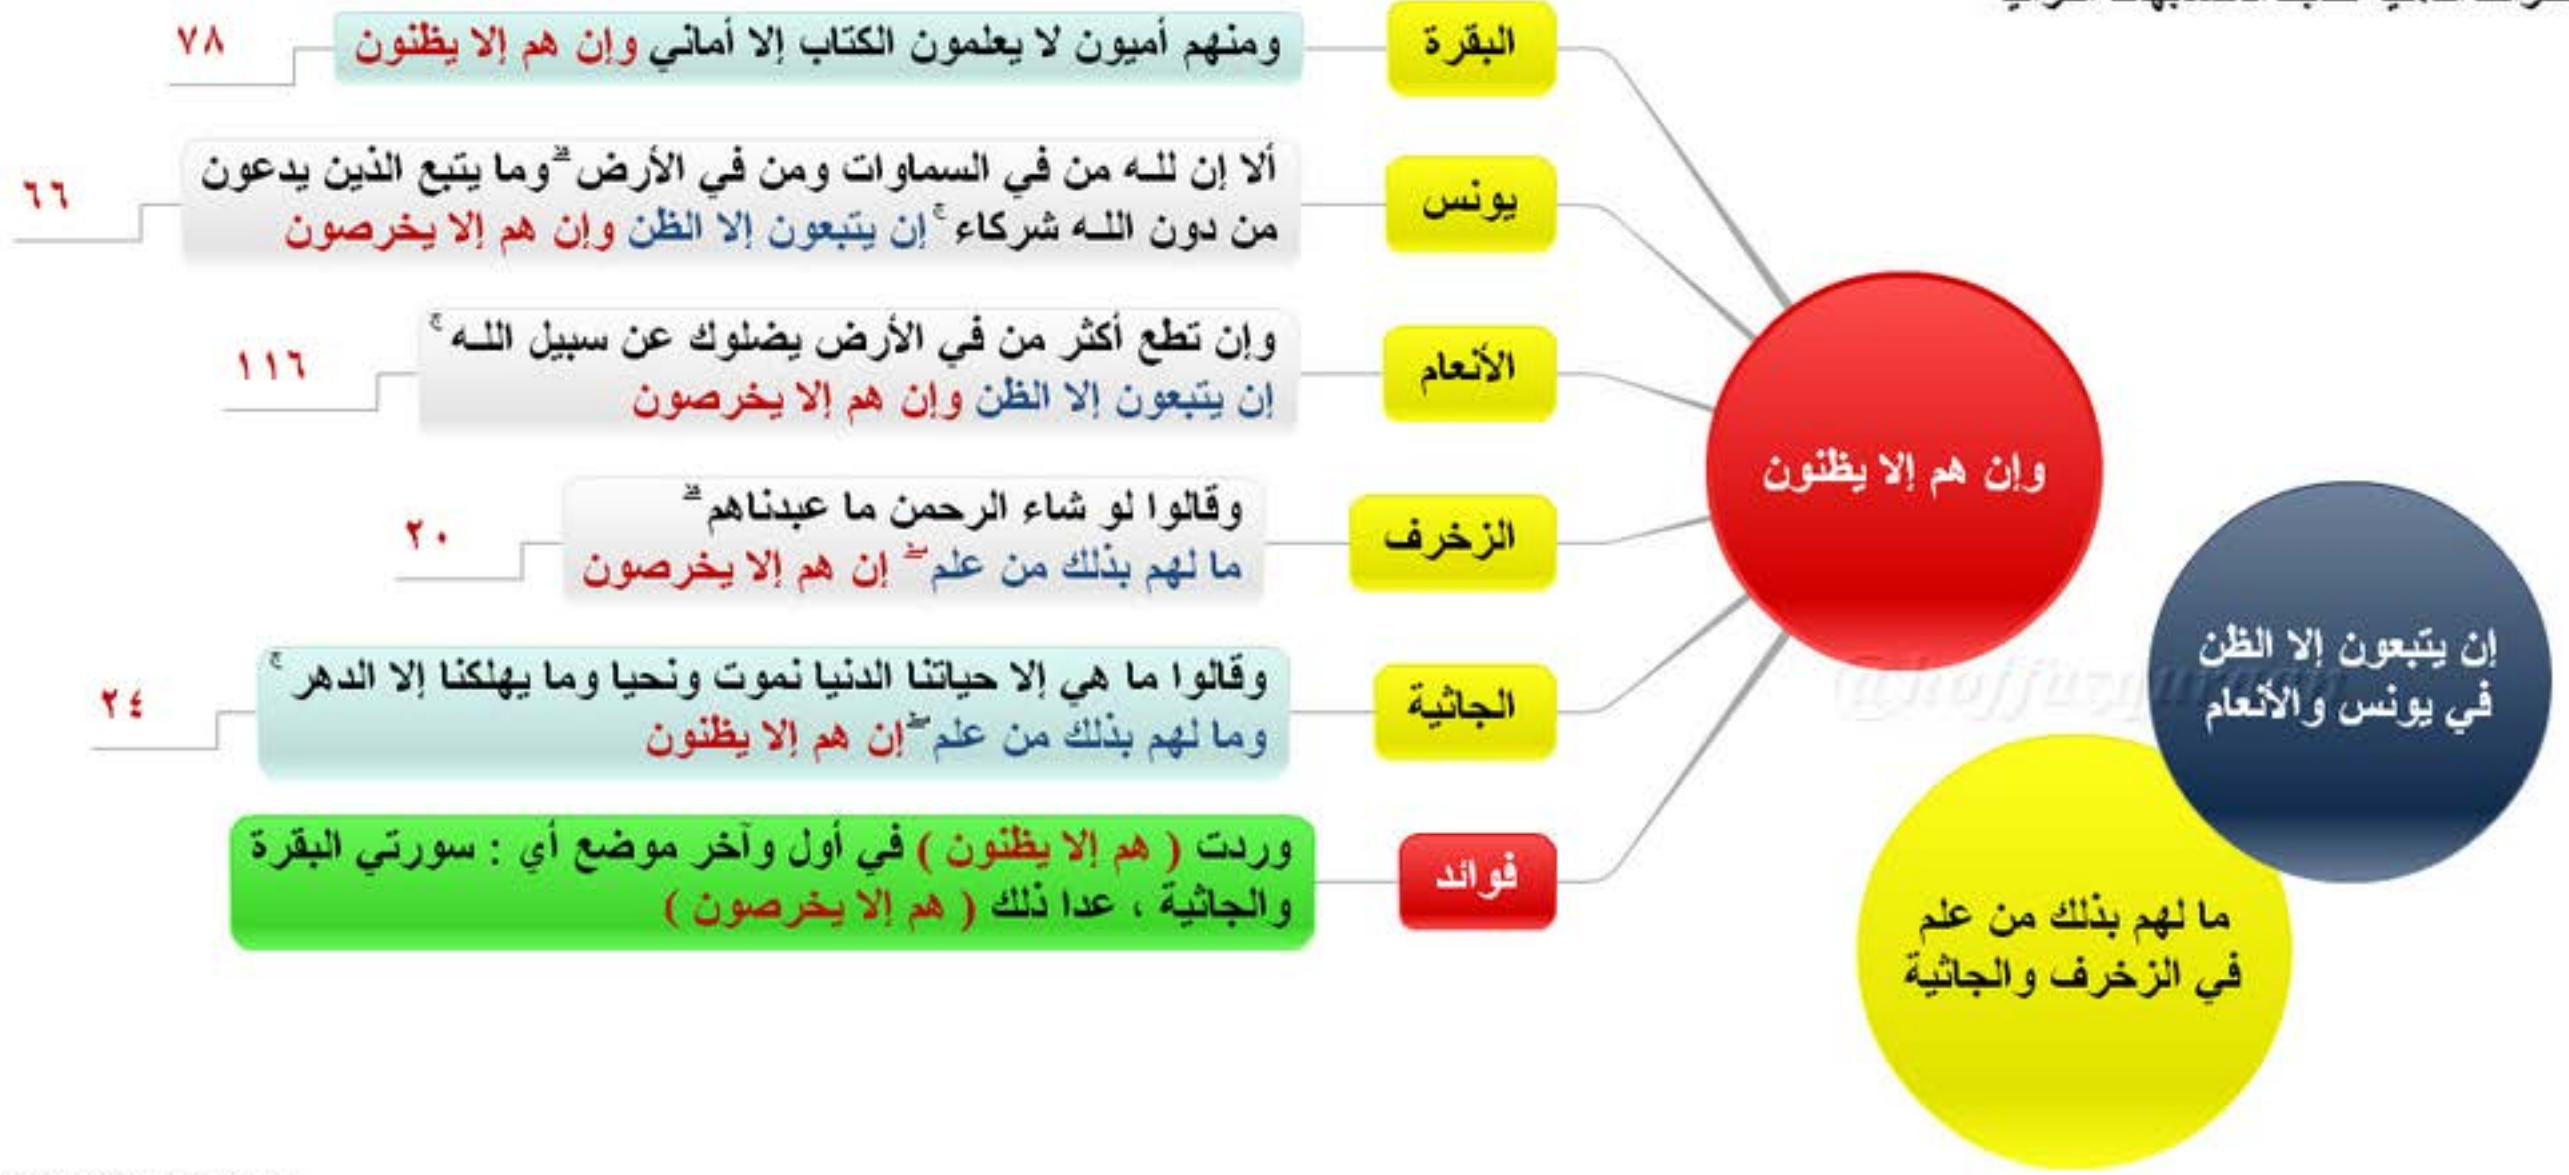 البقرة
ومنهم أميون لا يعلمون الكتاب إلا أماني وإن هم إلا يظنون
٧٨
يونس
ألا إن للـه من في السماوات ومن في الأرض ۗ وما يتبع الذين يدعون
من دون اللـه شركاء ۚ إن يتبعون إلا الظن وإن هم إلا يخرصون
٦٦
الأنعام
وإن تطع أكثر من في الأرض يضلوك عن سبيل اللـه ۚ
إن يتبعون إلا الظن وإن هم إلا يخرصون
١١٦
الزخرف
وقالوا لو شاء الرحمن ما عبدناهم ۗ
ما لهم بذلك من علم ۖ إن هم إلا يخرصون
٢٠
الجاثية
وقالوا ما هي إلا حياتنا الدنيا نموت ونحيا وما يهلكنا إلا الدهر ۚ
وما لهم بذلك من علم ۖ إن هم إلا يظنون
٢٤
فوائد
وردت ( هم إلا يظنون ) في أول وآخر موضع أي : سورتي البقرة
والجاثية ، عدا ذلك ( هم إلا يخرصون )
وإن هم إلا يظنون
إن يتبعون إلا الظن
في يونس والأنعام
ما لهم بذلك من علم
في الزخرف والجاثية